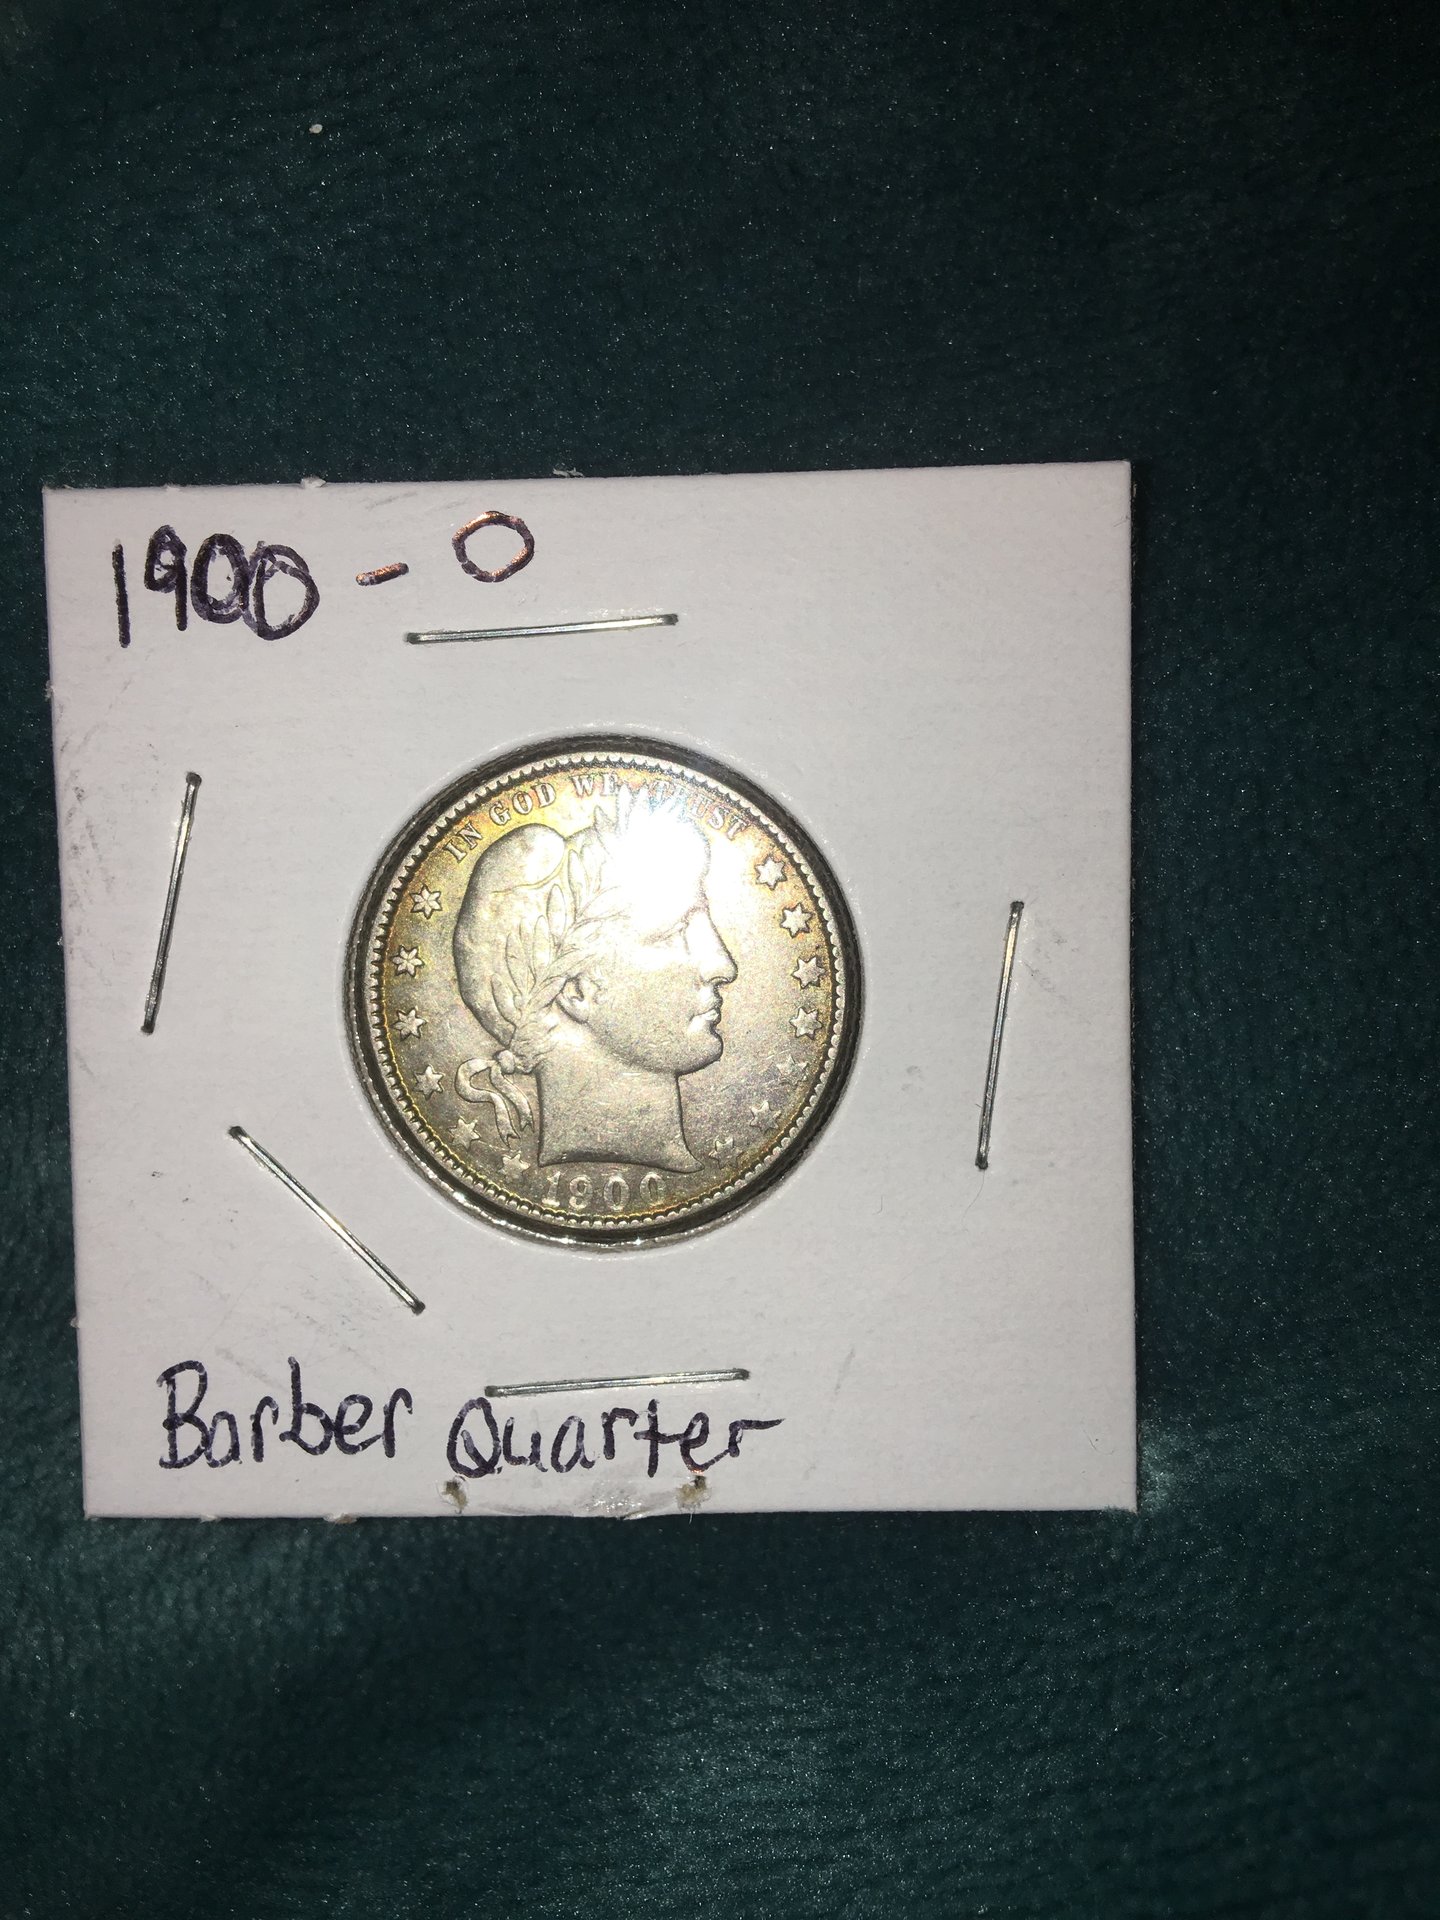 1900 - O
IN GOD WE TRUST
1900
Barber Quarter